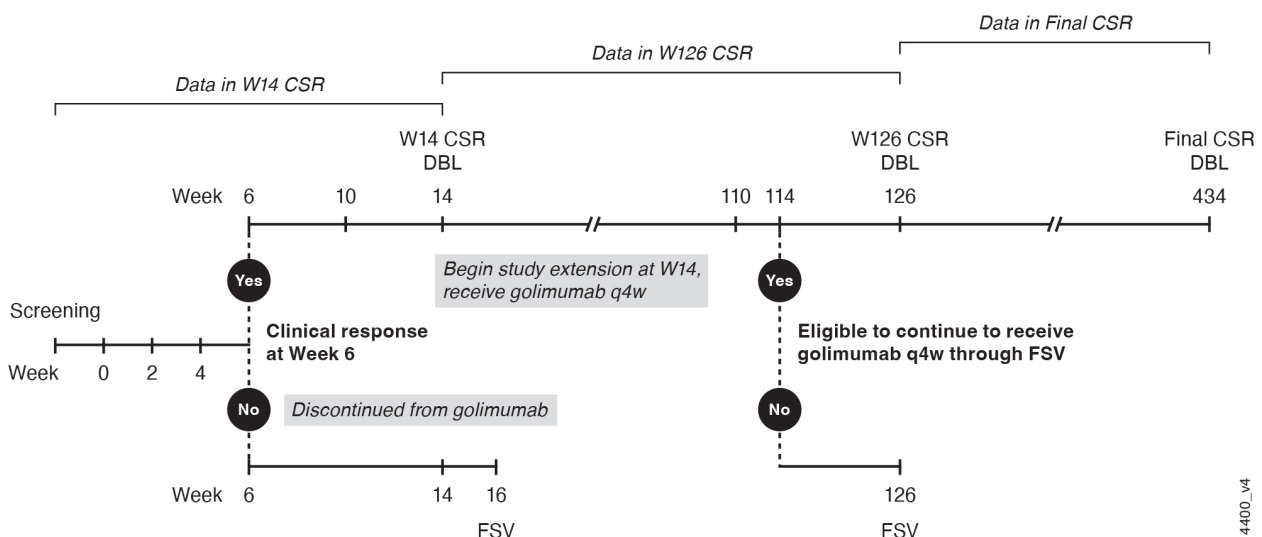 Data in Final CSR
Data in W126 CSR
Data in W14 CSR
W14 CSR
DBL
W126 CSR
DBL
Final CSR
DBL
Week 6 10 14 110 114 126 434
Yes
Begin study extension at W14,
receive golimumab q4w
Yes
Screening
Clinical response
at Week 6
Eligible to continue to receive
golimumab q4w through FSV
Week 0 2 4
No
Discontinued from golimumab
No
Week 6 14 16
FSV
126
FSV
4400_v4